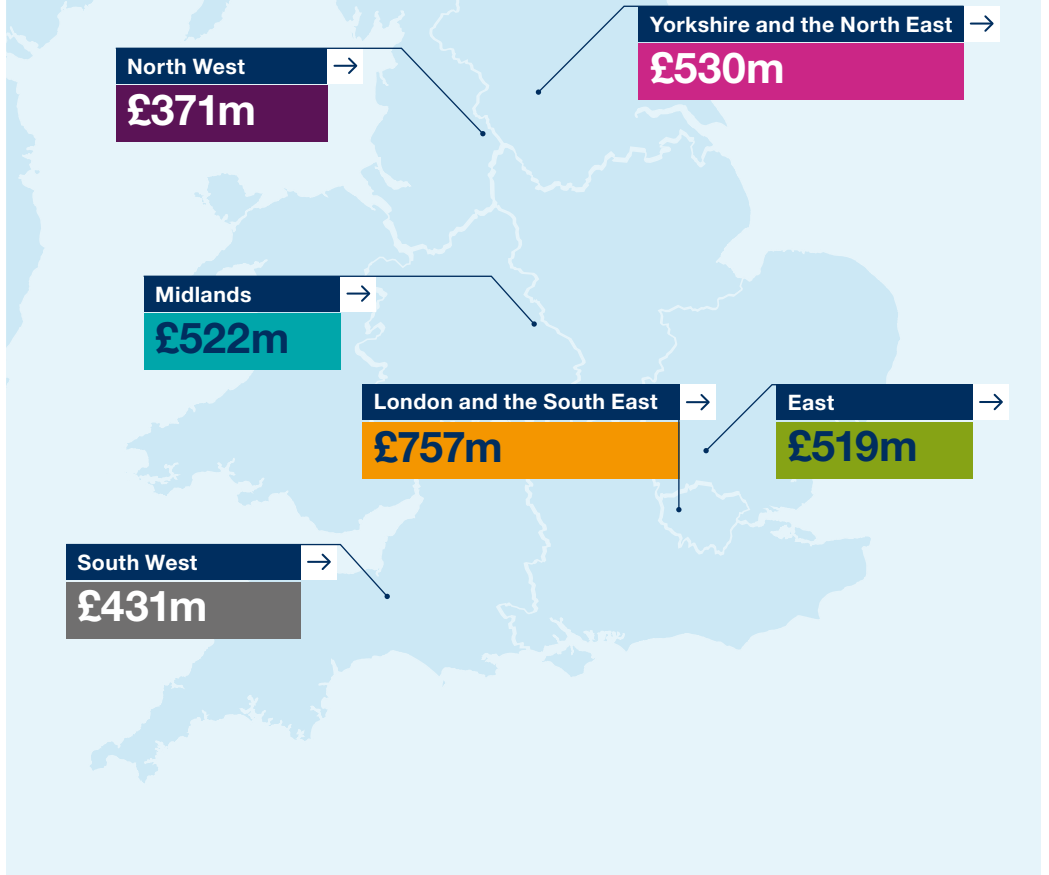 Yorkshire and the North East →
£530m
North West →
£371m
Midlands →
£522m
London and the South East →
£757m
East →
£519m
South West →
£431m